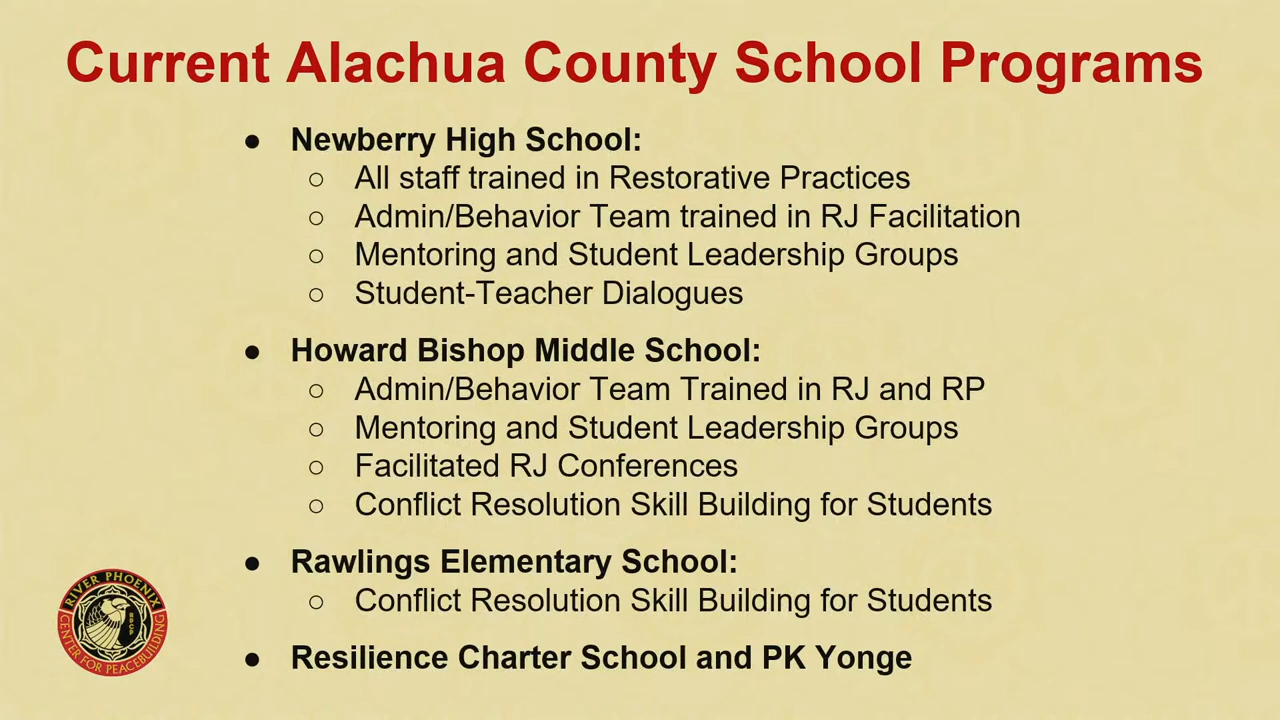 Current Alachua County School Programs
● Newberry High School:
○ All staff trained in Restorative Practices
○ Admin/Behavior Team trained in RJ Facilitation
○ Mentoring and Student Leadership Groups
○ Student-Teacher Dialogues
● Howard Bishop Middle School:
○ Admin/Behavior Team Trained in RJ and RP
○ Mentoring and Student Leadership Groups
○ Facilitated RJ Conferences
○ Conflict Resolution Skill Building for Students
● Rawlings Elementary School:
○ Conflict Resolution Skill Building for Students
● Resilience Charter School and PK Yonge
RIVER PHOENIX
CENTER FOR PEACEBUILDING
RPCP